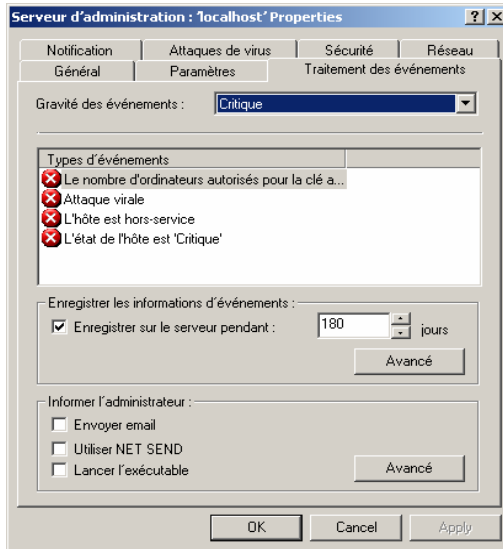 Serveur d'administration : 'localhost' Properties
Notification Attaques de virus Sécurité Réseau
Général Paramètres Traitement des événements
Gravité des événements : Critique
Types d'événements
Le nombre d'ordinateurs autorisés pour la clé a...
Attaque virale
L'hôte est hors-service
L'état de l'hôte est 'Critique'
Enregistrer les informations d'événements :
Enregistrer sur le serveur pendant : 180 jours
Avancé
Informer l'administrateur :
Envoyer email
Utiliser NET SEND
Lancer l'exécutable Avancé
OK Cancel Apply